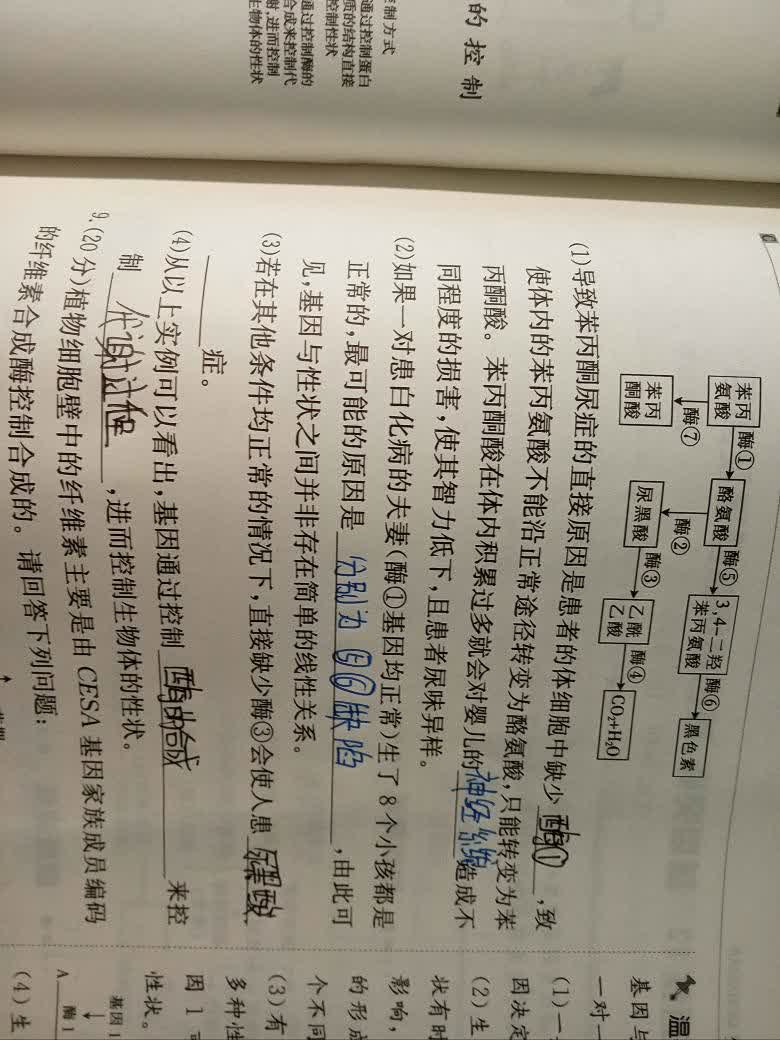 的控制
控制方式
通过控制蛋白
质的结构直接
控制性状
通过控制酶的
合成来控制代
谢,进而控制
生物体的性状
苯丙氨酸 酶① 酪氨酸 酶⑤ 3,4-二羟苯丙氨酸 酶⑥ 黑色素
酶⑦ 酶②
苯丙酮酸 尿黑酸 酶③ 乙酰乙酸 酶④ CO₂+H₂O
(1)导致苯丙酮尿症的直接原因是患者的体细胞中缺少 酶① ,致
使体内的苯丙氨酸不能沿正常途径转变为酪氨酸,只能转变为苯
丙酮酸。苯丙酮酸在体内积累过多就会对婴儿的神经系统造成不
同程度的损害,使其智力低下,且患者尿味异样。
(2)如果一对患白化病的夫妻(酶①基因均正常)生了8个小孩都是
正常的,最可能的原因是 分别为⑤⑥缺陷 ,由此可
见,基因与性状之间并非存在简单的线性关系。
(3)若在其他条件均正常的情况下,直接缺少酶③会使人患 尿黑酸
症。
(4)从以上实例可以看出,基因通过控制 酶的合成 来控
制 代谢过程 ,进而控制生物体的性状。
9.(20分)植物细胞壁中的纤维素主要是由CESA基因家族成员编码
的纤维素合成酶控制合成的。请回答下列问题:
温
基因与
一对一
(1)一
因决定
(2)生
状有时
影响,
的形成
个不同
(3)有
多种性
因1
性状。
基因1
A 酶1
(4)生